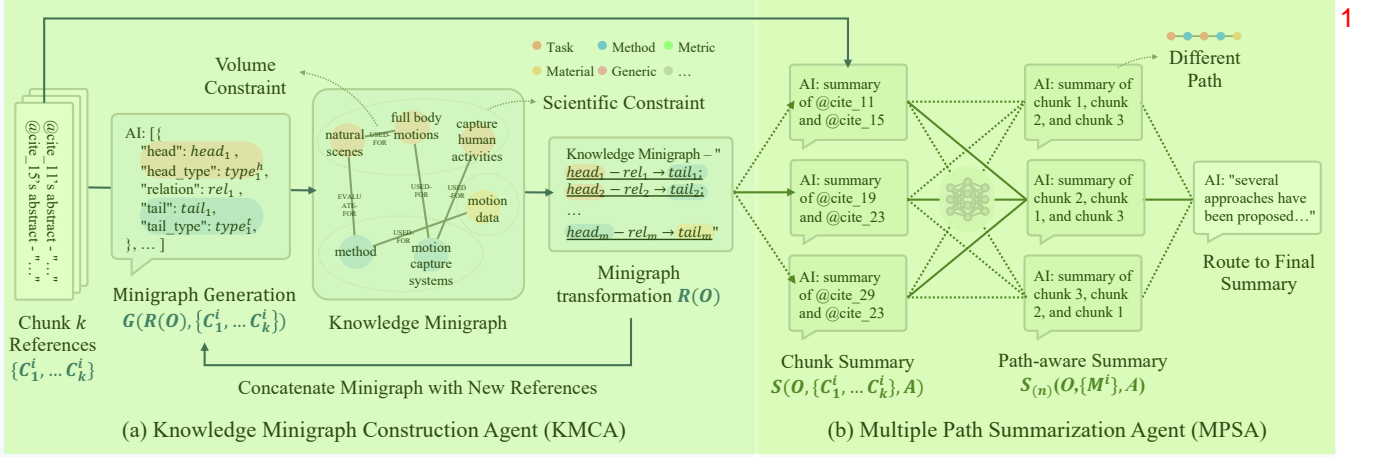 1
Task
Method
Metric
Material
Generic
...
Different
Path
Volume
Constraint
Scientific Constraint
@cite_11's abstract - "…"
@cite_15's abstract - "…"
Chunk k
References
{C₁ⁱ, … Cₖⁱ}
AI: [{
"head": head₁ ,
"head_type": type₁ʰ,
"relation": rel₁ ,
"tail": tail₁,
"tail_type": type₁ᵗ,
}, … ]
Minigraph Generation
G(R(O), {C₁ⁱ, … Cₖⁱ})
natural
scenes
full body
motions
capture
human
activities
USED-
FOR
EVALU
ATE-
FOR
USED-
FOR
USED
-FOR
motion
data
USED-
FOR
method
motion
capture
systems
Knowledge Minigraph
Knowledge Minigraph – "
head₁ – rel₁ → tail₁;
head₂ – rel₂ → tail₂;
…
headₘ – relₘ → tailₘ"
Minigraph
transformation R(O)
Concatenate Minigraph with New References
(a) Knowledge Minigraph Construction Agent (KMCA)
AI: summary
of @cite_11
and @cite_15
AI: summary
of @cite_19
and @cite_23
AI: summary
of @cite_29
and @cite_23
Chunk Summary
S(O, {C₁ⁱ, … Cₖⁱ}, A)
AI: summary of
chunk 1, chunk
2, and chunk 3
AI: summary of
chunk 2, chunk
1, and chunk 3
AI: summary of
chunk 3, chunk
2, and chunk 1
Path-aware Summary
S₍ₙ₎(O,{Mⁱ}, A)
AI: "several
approaches have
been proposed…"
Route to Final
Summary
(b) Multiple Path Summarization Agent (MPSA)